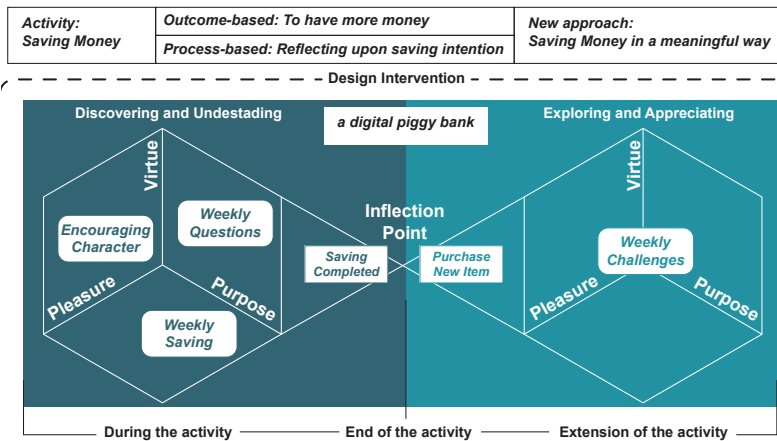 Activity:
Saving Money
Outcome-based: To have more money
Process-based: Reflecting upon saving intention
New approach:
Saving Money in a meaningful way
Design Intervention
Discovering and Undestading
a digital piggy bank
Exploring and Appreciating
Virtue
Encouraging
Character
Weekly
Questions
Pleasure
Purpose
Weekly
Saving
Inflection
Point
Saving
Completed
Purchase
New Item
Virtue
Weekly
Challenges
Pleasure
Purpose
During the activity
End of the activity
Extension of the activity